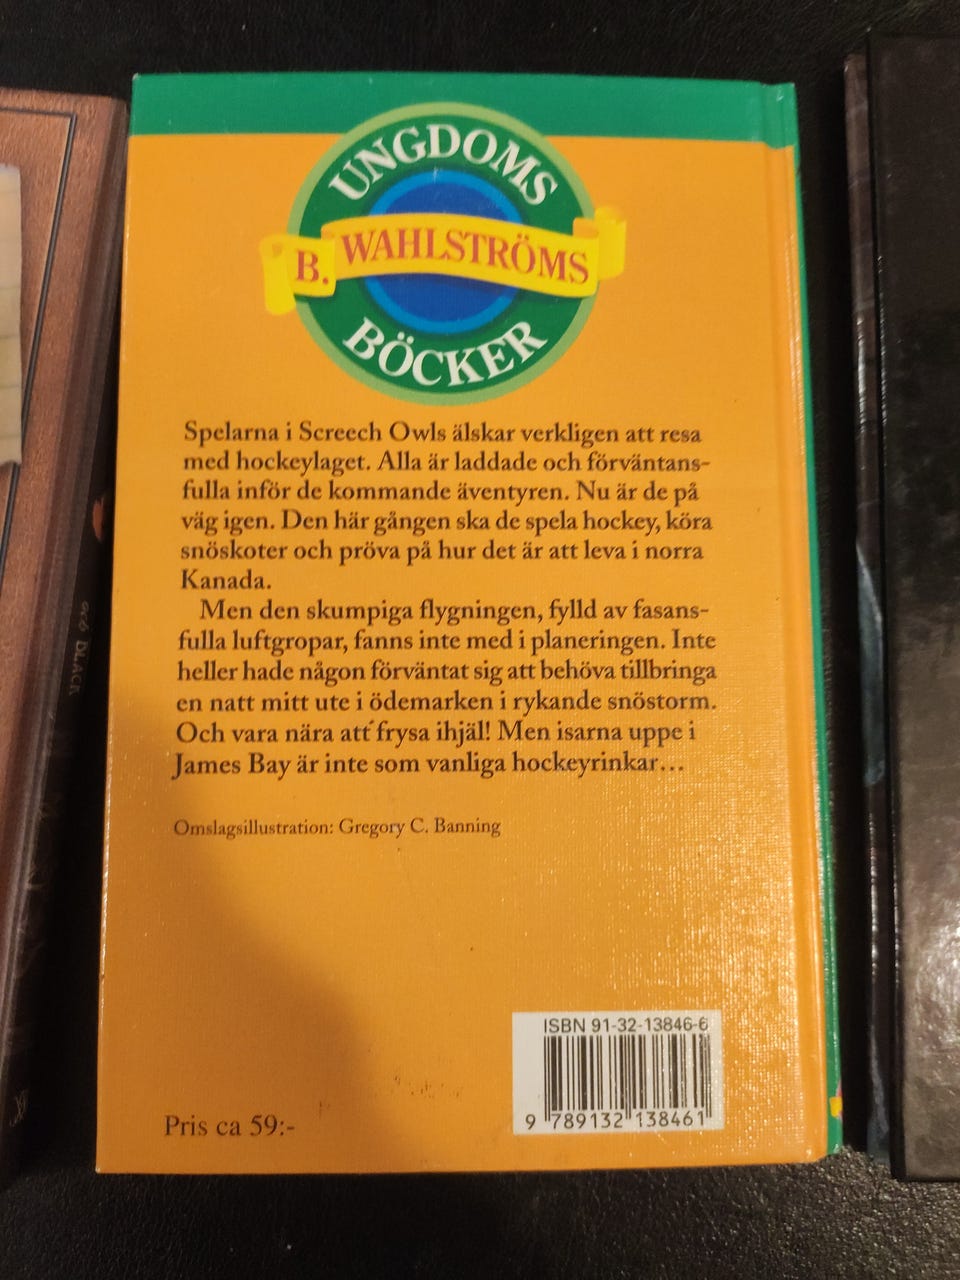 UNGDOMS
B. WAHLSTRÖMS
BÖCKER
Spelarna i Screech Owls älskar verkligen att resa
med hockeylaget. Alla är laddade och förväntans-
fulla inför de kommande äventyren. Nu är de på
väg igen. Den här gången ska de spela hockey, köra
snöskoter och pröva på hur det är att leva i norra
Kanada.
Men den skumpiga flygningen, fylld av fasans-
fulla luftgropar, fanns inte med i planeringen. Inte
heller hade någon förväntat sig att behöva tillbringa
en natt mitt ute i ödemarken i rykande snöstorm.
Och vara nära att frysa ihjäl! Men isarna uppe i
James Bay är inte som vanliga hockeyrinkar...
Omslagsillustration: Gregory C. Banning
ISBN 91-32-13846-6
9 789132 138461
Pris ca 59:-
BLACK